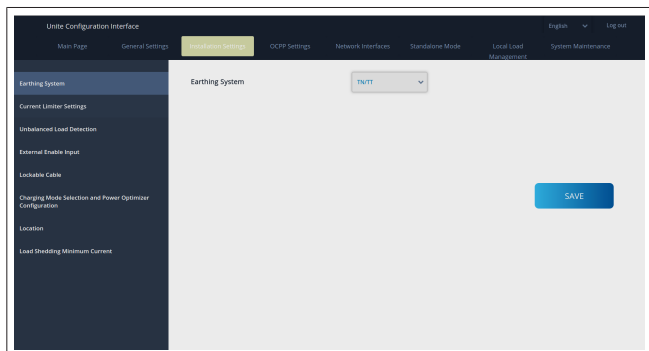 Unite Configuration Interface
English
Log out
Main Page
General Settings
Installation Settings
OCPP Settings
Network Interfaces
Standalone Mode
Local Load
Management
System Maintenance
Earthing System
Current Limiter Settings
Unbalanced Load Detection
External Enable Input
Lockable Cable
Charging Mode Selection and Power Optimizer
Configuration
Location
Load Shedding Minimum Current
Earthing System
TN/TT
SAVE